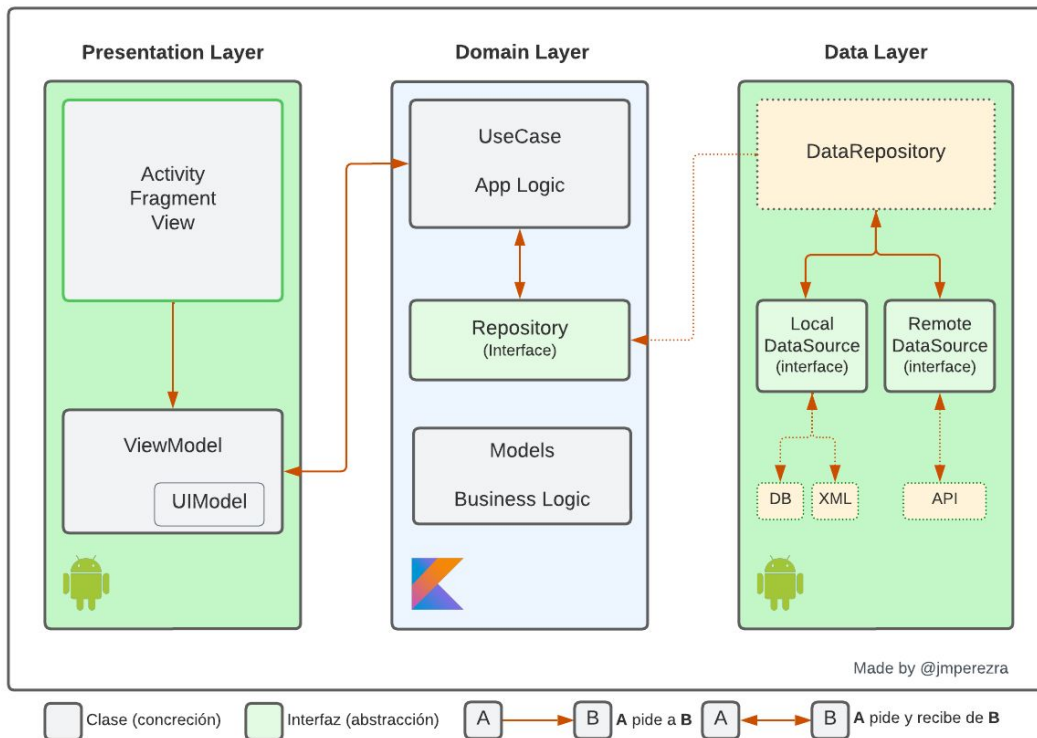 Presentation Layer
Domain Layer
Data Layer
Activity
Fragment
View
ViewModel
UIModel
UseCase
App Logic
Repository
(Interface)
Models
Business Logic
DataRepository
Local
DataSource
(interface)
Remote
DataSource
(interface)
DB
XML
API
Made by @jmperezra
Clase (concreción)
Interfaz (abstracción)
A
B
A pide a B
A
B
A pide y recibe de B